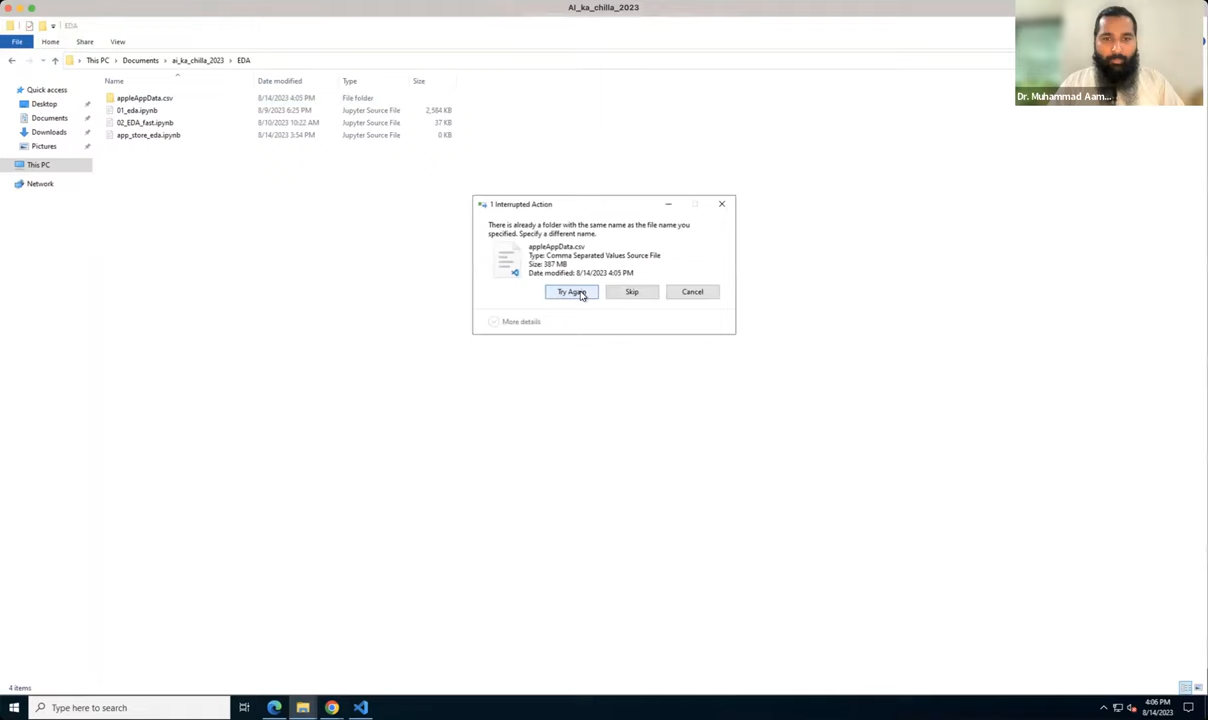 AI_ka_chilla_2023
EDA
File Home Share View
This PC Documents ai_ka_chilla_2023 EDA
Name Date modified Type Size
Quick access
Desktop
Documents
Downloads
Pictures
This PC
Network
appleAppData.csv 8/14/2023 4:05 PM File folder
01_eda.ipynb 8/9/2023 6:25 PM Jupyter Source File 2,584 KB
02_EDA_fast.ipynb 8/10/2023 10:22 AM Jupyter Source File 37 KB
app_store_eda.ipynb 8/14/2023 3:54 PM Jupyter Source File 0 KB
Dr. Muhammad Aam...
1 Interrupted Action
There is already a folder with the same name as the file name you
specified. Specify a different name.
appleAppData.csv
Type: Comma Separated Values Source File
Size: 387 MB
Date modified: 8/14/2023 4:05 PM
Try Again Skip Cancel
More details
4 items
Type here to search
4:06 PM
8/14/2023